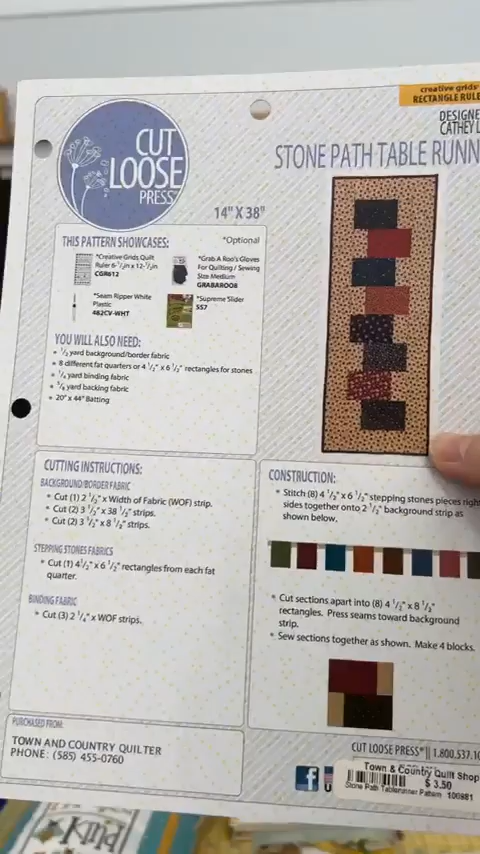 creative grids
RECTANGLE RULE
CUT
LOOSE
PRESS
DESIGNE
CATHEY L
STONE PATH TABLE RUNN
14" X 38"
THIS PATTERN SHOWCASES:
*Optional
*Creative Grids Quilt
Ruler 6-1/2in x 12-1/2in
CGR612
*Grab A Roo's Gloves
For Quilting / Sewing
Size Medium
GRABAROOB
*Seam Ripper White
Plastic
482CV-WHT
*Supreme Slider
SS7
YOU WILL ALSO NEED:
• 1/2 yard background/border fabric
• 8 different fat quarters or 4 1/2" x 6 1/2" rectangles for stones
• 1/4 yard binding fabric
• 3/4 yard backing fabric
• 20" x 44" Batting
CUTTING INSTRUCTIONS:
BACKGROUND/BORDER FABRIC
• Cut (1) 2 1/2" x Width of Fabric (WOF) strip.
• Cut (2) 3 1/2" x 38 1/2" strips.
• Cut (2) 3 1/2" x 8 1/2" strips.
STEPPING STONES FABRICS
• Cut (1) 4 1/2" x 6 1/2" rectangles from each fat
quarter.
BINDING FABRIC
• Cut (3) 2 1/4" x WOF strips.
CONSTRUCTION:
• Stitch (8) 4 1/2" x 6 1/2" stepping stones pieces right
sides together onto 2 1/2" background strip as
shown below.
• Cut sections apart into (8) 4 1/2" x 8 1/2"
rectangles. Press seams toward background
strip.
• Sew sections together as shown. Make 4 blocks.
PURCHASED FROM:
TOWN AND COUNTRY QUILTER
PHONE: (585) 455-0760
CUT LOOSE PRESS® || 1.800.537.10
Town & Country Quilt Shop
$ 3.50
Stone Path Tablerunner Pattern 100881